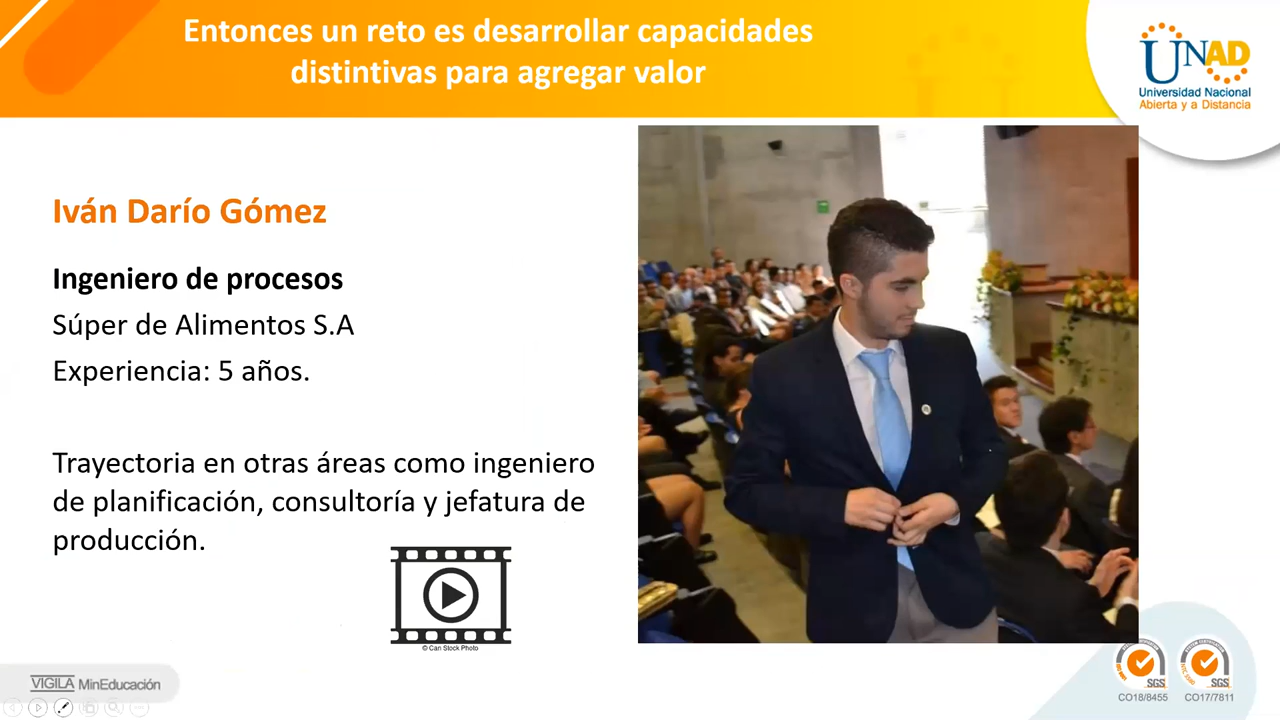 Entonces un reto es desarrollar capacidades
distintivas para agregar valor
UNAD
Universidad Nacional
Abierta y a Distancia
Iván Darío Gómez
Ingeniero de procesos
Súper de Alimentos S.A
Experiencia: 5 años.
Trayectoria en otras áreas como ingeniero
de planificación, consultoría y jefatura de
producción.
© Can Stock Photo
VIGILA MinEducación
SGS
SGS
CO18/8455
CO17/7811